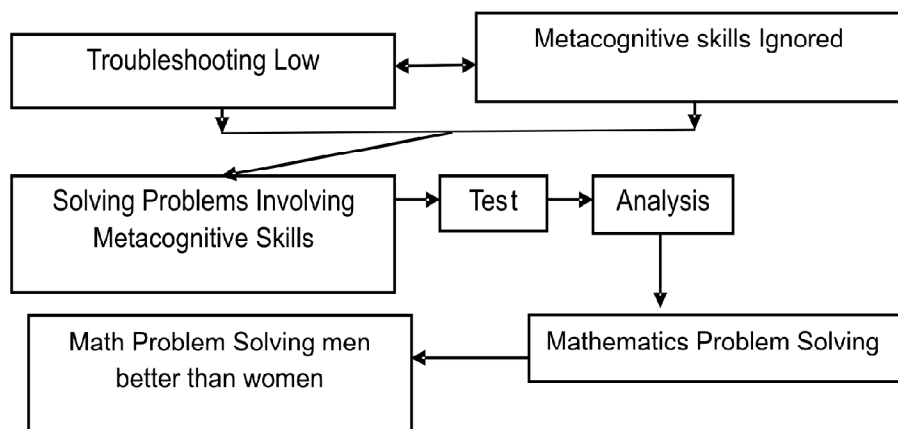 Troubleshooting Low
Metacognitive skills Ignored
Solving Problems Involving
Metacognitive Skills
Test
Analysis
Mathematics Problem Solving
Math Problem Solving men
better than women